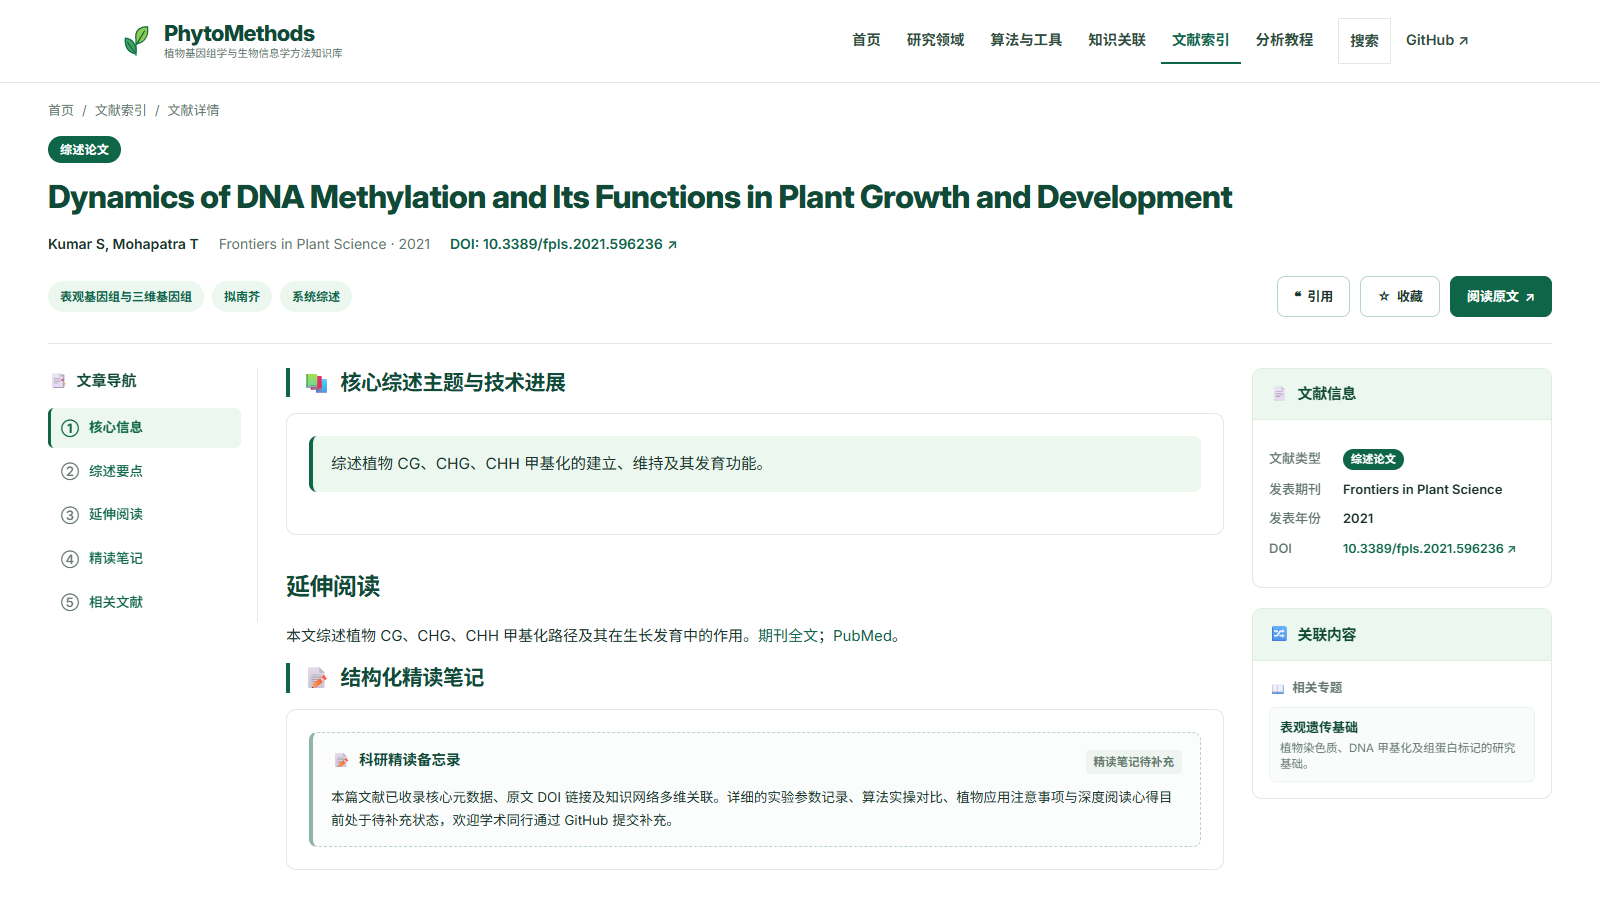 PhytoMethods
植物基因组学与生物信息学方法知识库
首页
研究领域
算法与工具
知识关联
文献索引
分析教程
搜索
GitHub ↗
首页 / 文献索引 / 文献详情
综述论文
Dynamics of DNA Methylation and Its Functions in Plant Growth and Development
Kumar S, Mohapatra T
Frontiers in Plant Science · 2021
DOI: 10.3389/fpls.2021.596236 ↗
表观基因组与三维基因组
拟南芥
系统综述
❝ 引用
☆ 收藏
阅读原文 ↗
文章导航
① 核心信息
② 综述要点
③ 延伸阅读
④ 精读笔记
⑤ 相关文献
核心综述主题与技术进展
综述植物 CG、CHG、CHH 甲基化的建立、维持及其发育功能。
延伸阅读
本文综述植物 CG、CHG、CHH 甲基化路径及其在生长发育中的作用。期刊全文；PubMed。
结构化精读笔记
科研精读备忘录
精读笔记待补充
本篇文献已收录核心元数据、原文 DOI 链接及知识网络多维关联。详细的实验参数记录、算法实操对比、植物应用注意事项与深度阅读心得目
前处于待补充状态，欢迎学术同行通过 GitHub 提交补充。
文献信息
文献类型
综述论文
发表期刊
Frontiers in Plant Science
发表年份
2021
DOI
10.3389/fpls.2021.596236 ↗
关联内容
相关专题
表观遗传基础
植物染色质、DNA 甲基化及组蛋白标记的研究
基础。